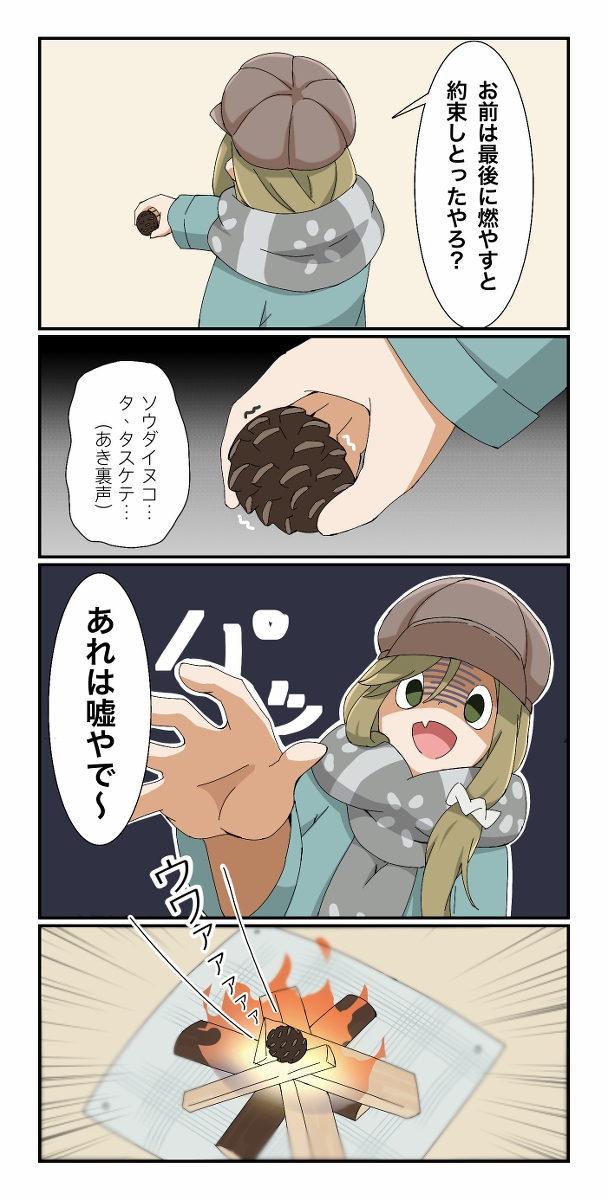 お前は最後に燃やすと
約束しとったやろ？
ソウダイヌコ…
タ、タスケテ…
（あき裏声）
パッ
あれは嘘やで～
ウワァァァァァ